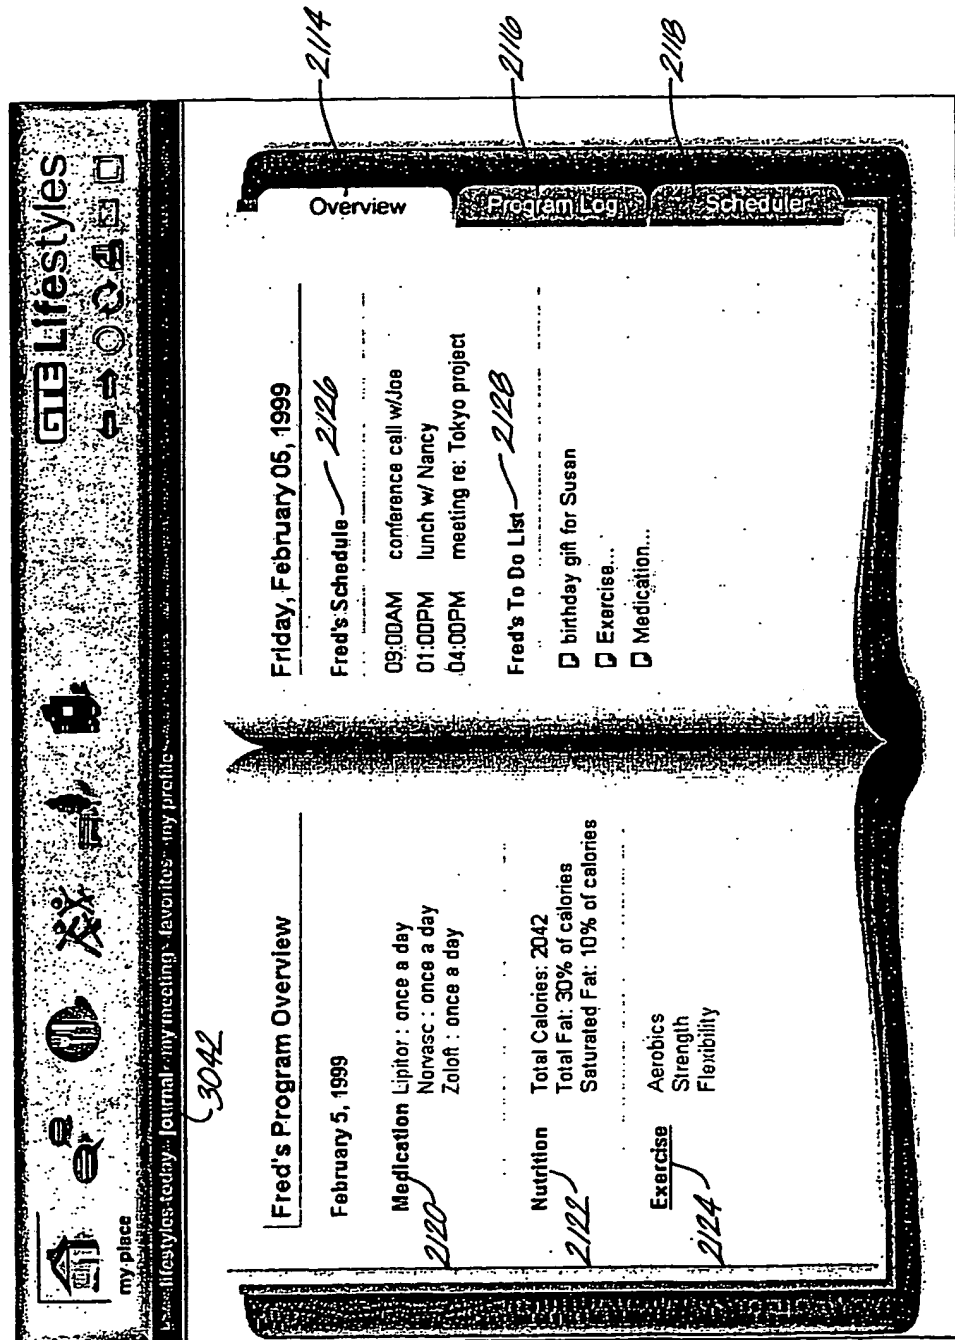 GTE Lifestyles
my place
lifestyles today journal my meeting favorites my profile
3042
Fred's Program Overview
February 5, 1999
Medication Lipitor : once a day
Norvasc : once a day
Zoloft : once a day
2120
Nutrition Total Calories: 2042
Total Fat: 30% of calories
Saturated Fat: 10% of calories
2122
Exercise Aerobics
Strength
Flexibility
2124
Friday, February 05, 1999
Fred's Schedule 2126
09:00AM conference call w/Joe
01:00PM lunch w/ Nancy
04:00PM meeting re: Tokyo project
Fred's To Do List 2128
birthday gift for Susan
Exercise...
Medication...
Overview 2114
Program Log 2116
Scheduler 2118